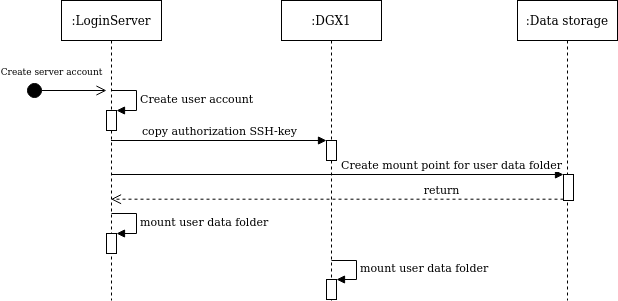 :LoginServer
:DGX1
:Data storage
Create server account
Create user account
copy authorization SSH-key
Create mount point for user data folder
return
mount user data folder
mount user data folder